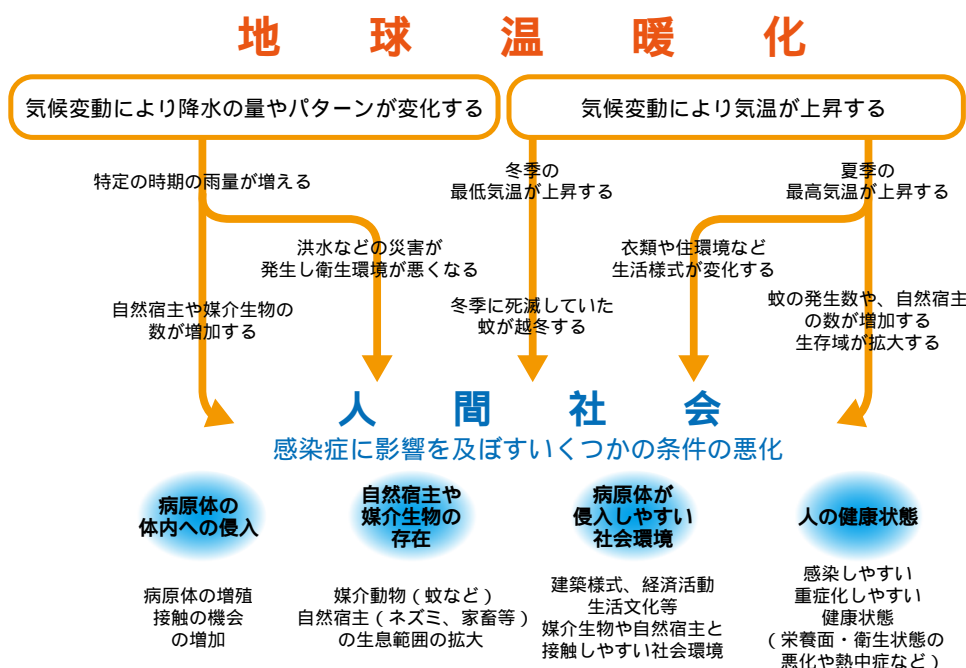 地球温暖化
気候変動により降水の量やパターンが変化する
気候変動により気温が上昇する
特定の時期の雨量が増える
冬季の
最低気温が上昇する
夏季の
最高気温が上昇する
洪水などの災害が
発生し衛生環境が悪くなる
衣類や住環境など
生活様式が変化する
自然宿主や媒介生物の
数が増加する
冬季に死滅していた
蚊が越冬する
蚊の発生数や、自然宿主
の数が増加する
生存域が拡大する
人間社会
感染症に影響を及ぼすいくつかの条件の悪化
病原体の
体内への侵入
自然宿主や
媒介生物の
存在
病原体が
侵入しやすい
社会環境
人の健康状態
病原体の増殖
接触の機会
の増加
媒介動物(蚊など)
自然宿主(ネズミ、家畜等)
の生息範囲の拡大
建築様式、経済活動
生活文化等
媒介生物や自然宿主と
接触しやすい社会環境
感染しやすい
重症化しやすい
健康状態
(栄養面・衛生状態の
悪化や熱中症など)